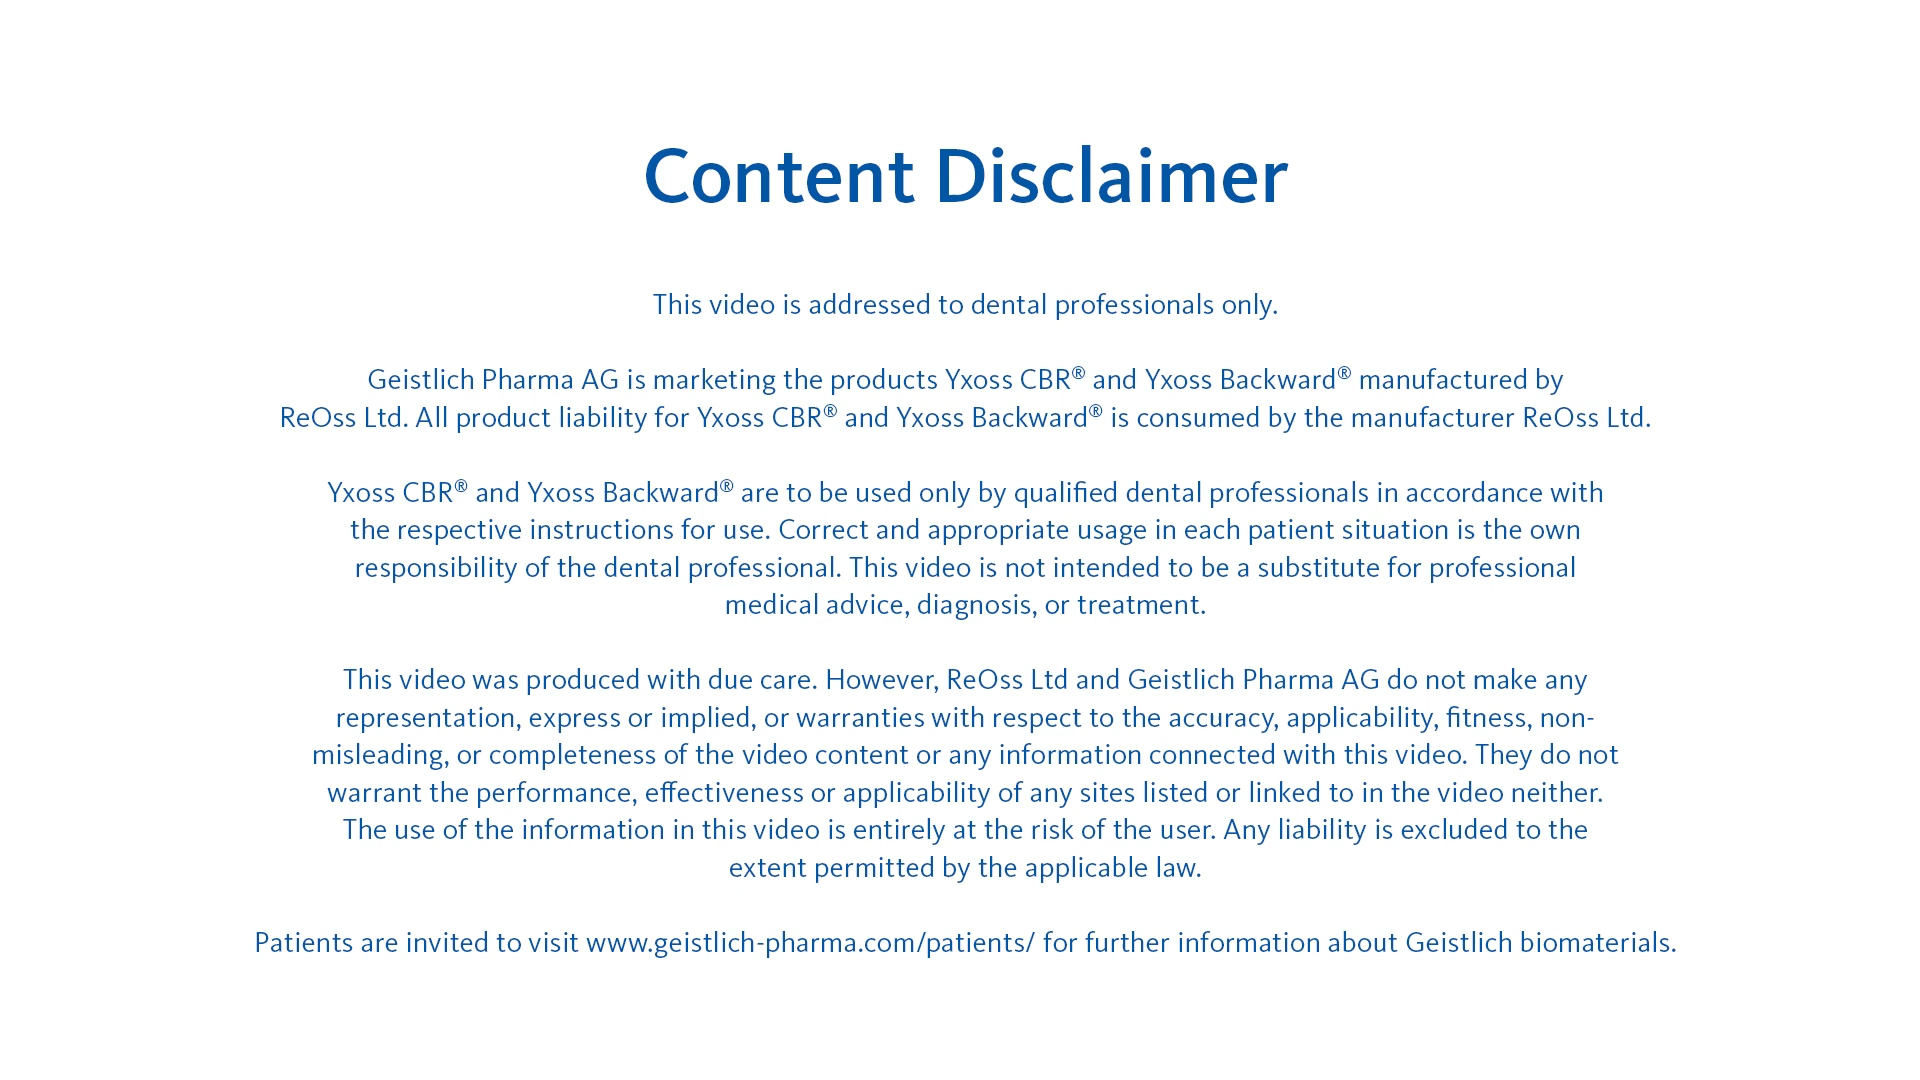 Content Disclaimer
This video is addressed to dental professionals only.
Geistlich Pharma AG is marketing the products Yxoss CBR® and Yxoss Backward® manufactured by
ReOss Ltd. All product liability for Yxoss CBR® and Yxoss Backward® is consumed by the manufacturer ReOss Ltd.
Yxoss CBR® and Yxoss Backward® are to be used only by qualified dental professionals in accordance with
the respective instructions for use. Correct and appropriate usage in each patient situation is the own
responsibility of the dental professional. This video is not intended to be a substitute for professional
medical advice, diagnosis, or treatment.
This video was produced with due care. However, ReOss Ltd and Geistlich Pharma AG do not make any
representation, express or implied, or warranties with respect to the accuracy, applicability, fitness, non-
misleading, or completeness of the video content or any information connected with this video. They do not
warrant the performance, effectiveness or applicability of any sites listed or linked to in the video neither.
The use of the information in this video is entirely at the risk of the user. Any liability is excluded to the
extent permitted by the applicable law.
Patients are invited to visit www.geistlich-pharma.com/patients/ for further information about Geistlich biomaterials.